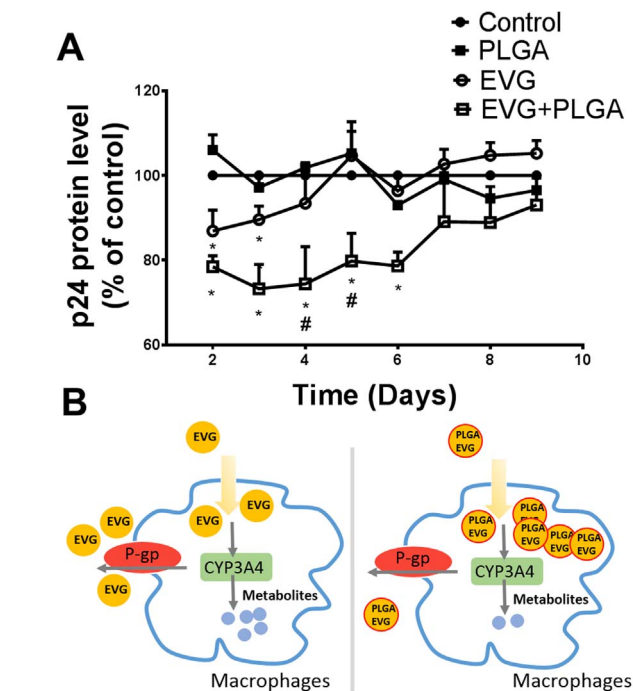 A
Control
PLGA
EVG
EVG+PLGA
p24 protein level
(% of control)
120
100
80
60
*
*
*
*
*
#
*
#
*
2
4
6
8
10
Time (Days)
B
EVG
EVG
EVG
EVG
EVG
EVG
P-gp
CYP3A4
Metabolites
Macrophages
PLGA
EVG
PLGA
EVG
PLGA
EVG
PLGA
EVG
PLGA
EVG
PLGA
EVG
PLGA
EVG
P-gp
CYP3A4
Metabolites
Macrophages